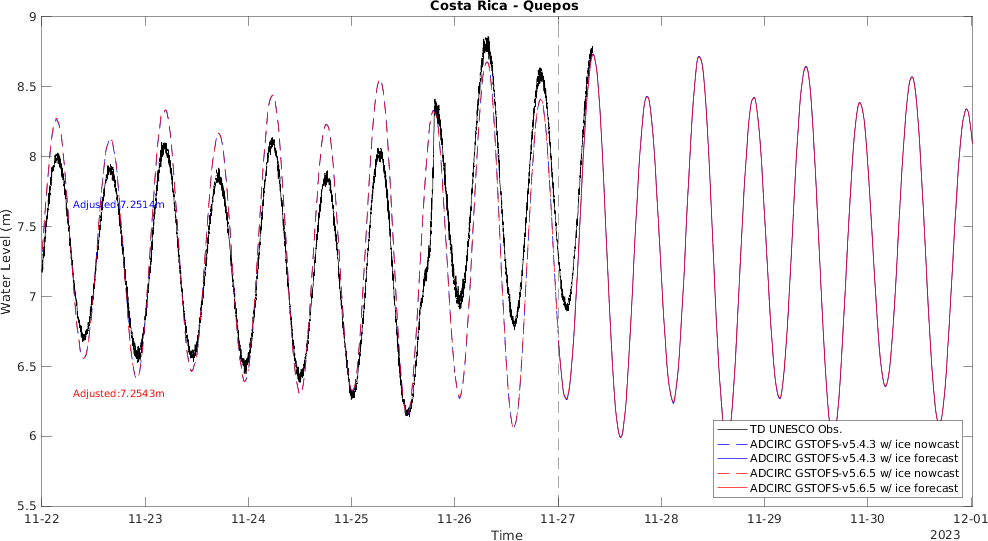 Costa Rica - Quepos
9
8.5
8
7.5
7
6.5
6
5.5
Water Level (m)
Adjusted:7.2514m
Adjusted:7.2543m
TD UNESCO Obs.
ADCIRC GSTOFS-v5.4.3 w/ ice nowcast
ADCIRC GSTOFS-v5.4.3 w/ ice forecast
ADCIRC GSTOFS-v5.6.5 w/ ice nowcast
ADCIRC GSTOFS-v5.6.5 w/ ice forecast
11-22 11-23 11-24 11-25 11-26 11-27 11-28 11-29 11-30 12-01
Time
2023